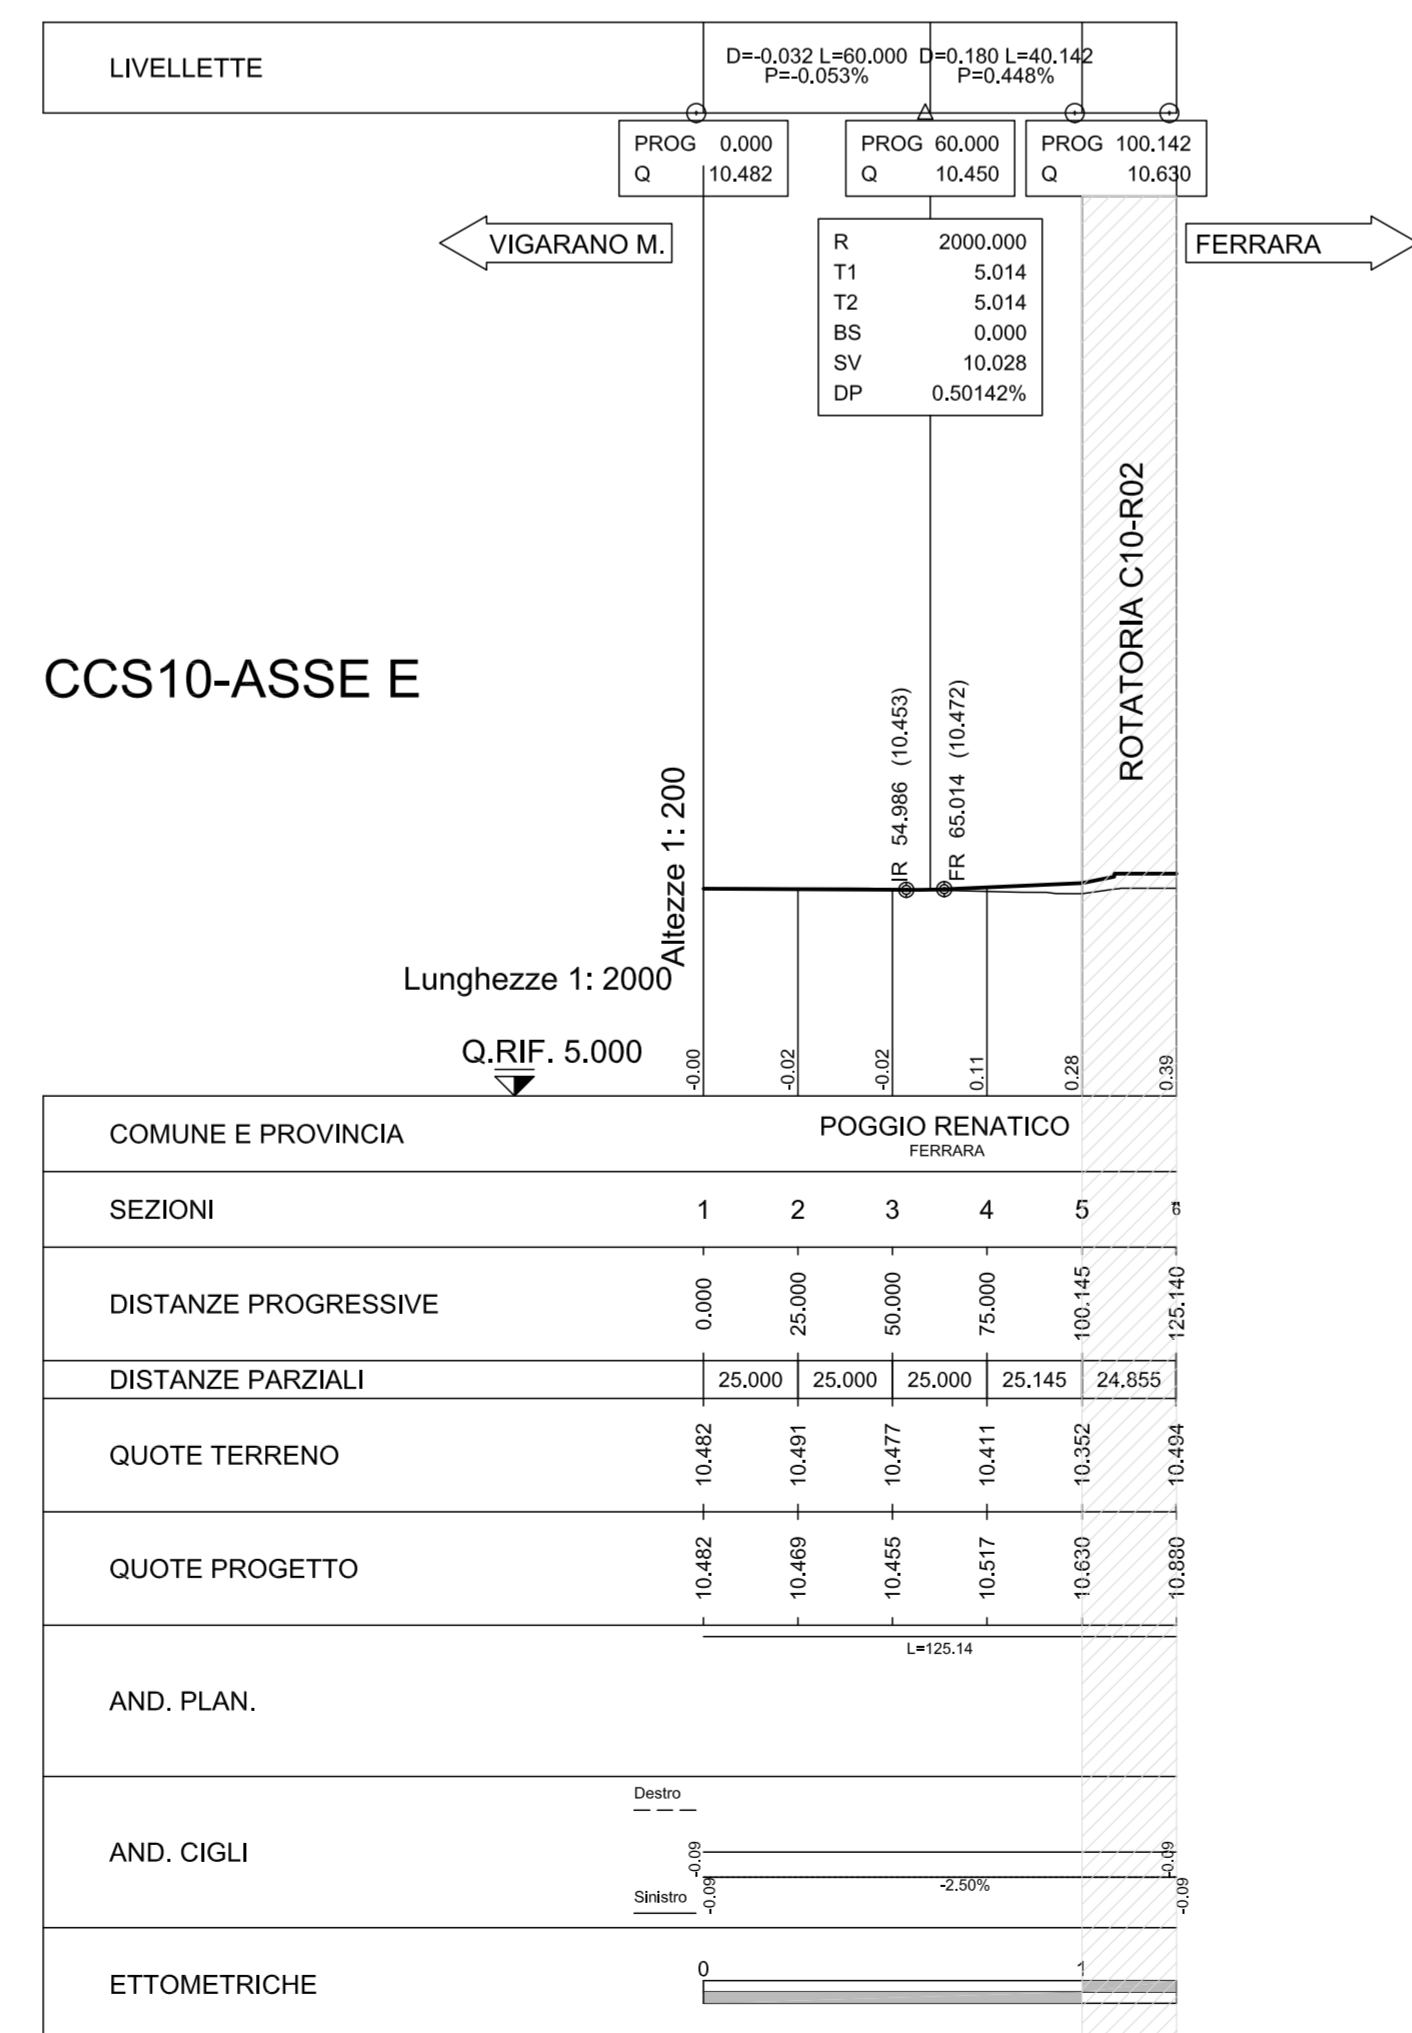 LIVELLETTE
D=-0.032 L=60.000 D=0.180 L=40.142
P=-0.053% P=0.448%
PROG 0.000
Q 10.482
PROG 60.000
Q 10.450
PROG 100.142
Q 10.630
VIGARANO M.
FERRARA
R 2000.000
T1 5.014
T2 5.014
BS 0.000
SV 10.028
DP 0.50142%
ROTATORIA C10-R02
CCS10-ASSE E
IR 54.986 (10.453)
FR 65.014 (10.472)
Altezze 1: 200
Lunghezze 1: 2000
Q.RIF. 5.000
-0.00 -0.02 -0.02 0.11 0.28 0.39
COMUNE E PROVINCIA POGGIO RENATICO
FERRARA
SEZIONI 1 2 3 4 5 6
DISTANZE PROGRESSIVE 0.000 25.000 50.000 75.000 100.145 125.140
DISTANZE PARZIALI 25.000 25.000 25.000 25.145 24.855
QUOTE TERRENO 10.482 10.491 10.477 10.411 10.352 10.494
QUOTE PROGETTO 10.482 10.469 10.455 10.517 10.630 10.880
L=125.14
AND. PLAN.
Destro
AND. CIGLI -0.09 -0.09
-2.50%
Sinistro -0.09 -0.09
0 1
ETTOMETRICHE